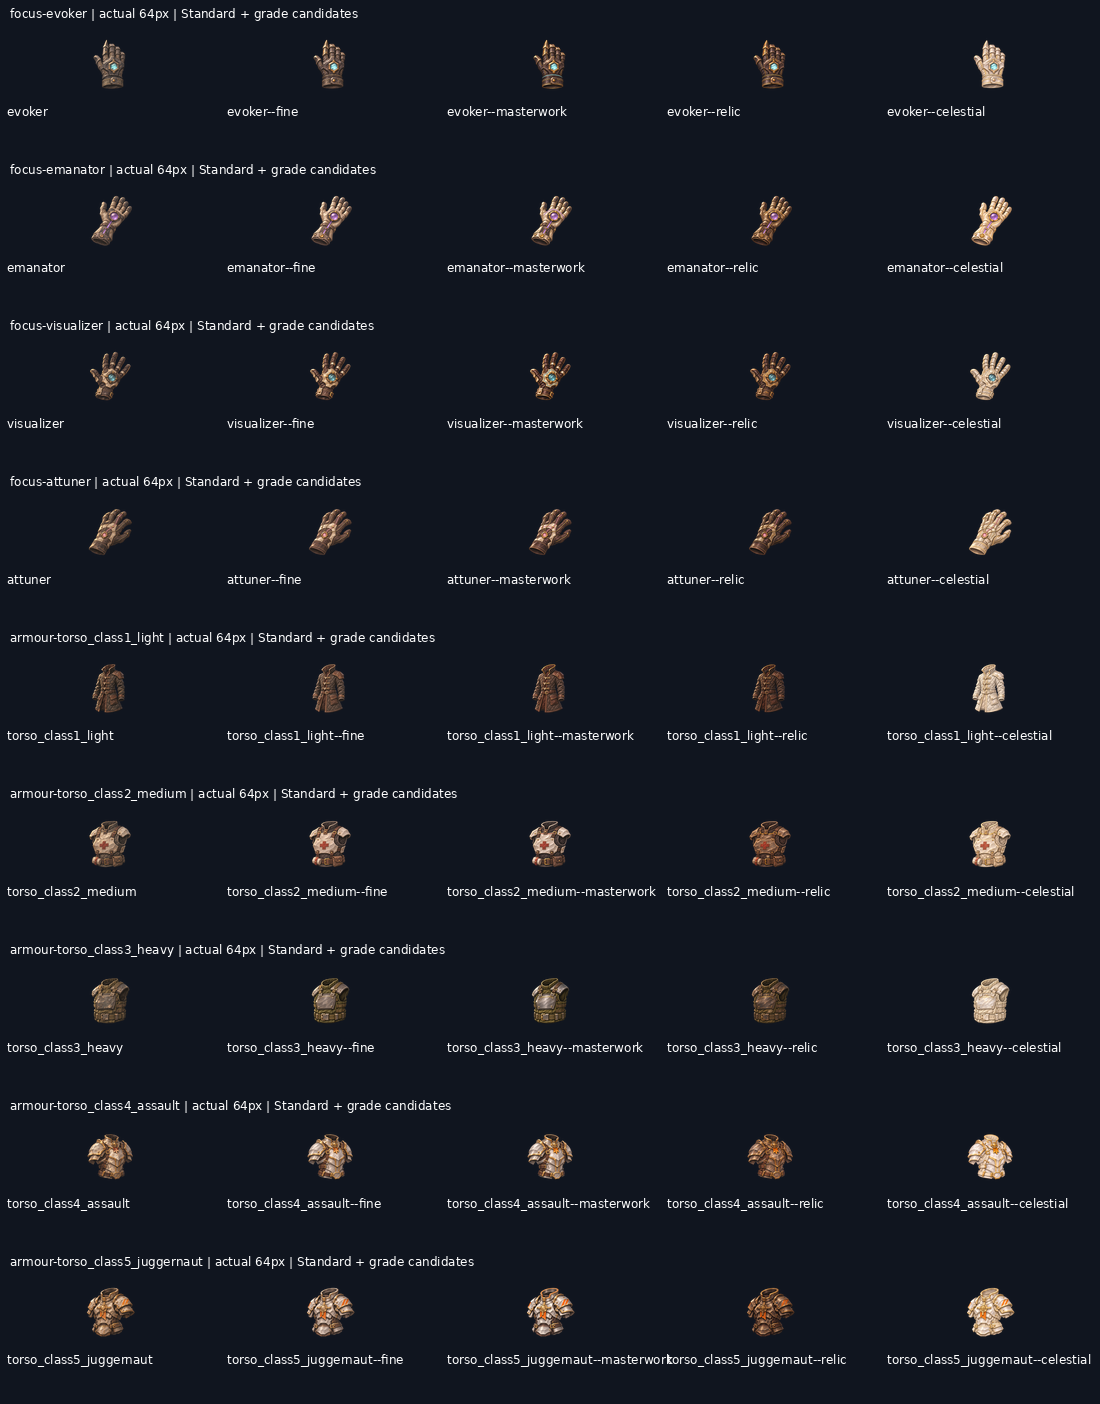 focus-evoker | actual 64px | Standard + grade candidates
evoker evoker--fine evoker--masterwork evoker--relic evoker--celestial
focus-emanator | actual 64px | Standard + grade candidates
emanator emanator--fine emanator--masterwork emanator--relic emanator--celestial
focus-visualizer | actual 64px | Standard + grade candidates
visualizer visualizer--fine visualizer--masterwork visualizer--relic visualizer--celestial
focus-attuner | actual 64px | Standard + grade candidates
attuner attuner--fine attuner--masterwork attuner--relic attuner--celestial
armour-torso_class1_light | actual 64px | Standard + grade candidates
torso_class1_light torso_class1_light--fine torso_class1_light--masterwork torso_class1_light--relic torso_class1_light--celestial
armour-torso_class2_medium | actual 64px | Standard + grade candidates
torso_class2_medium torso_class2_medium--fine torso_class2_medium--masterwork torso_class2_medium--relic torso_class2_medium--celestial
armour-torso_class3_heavy | actual 64px | Standard + grade candidates
torso_class3_heavy torso_class3_heavy--fine torso_class3_heavy--masterwork torso_class3_heavy--relic torso_class3_heavy--celestial
armour-torso_class4_assault | actual 64px | Standard + grade candidates
torso_class4_assault torso_class4_assault--fine torso_class4_assault--masterwork torso_class4_assault--relic torso_class4_assault--celestial
armour-torso_class5_juggernaut | actual 64px | Standard + grade candidates
torso_class5_juggernaut torso_class5_juggernaut--fine torso_class5_juggernaut--masterwork torso_class5_juggernaut--relic torso_class5_juggernaut--celestial